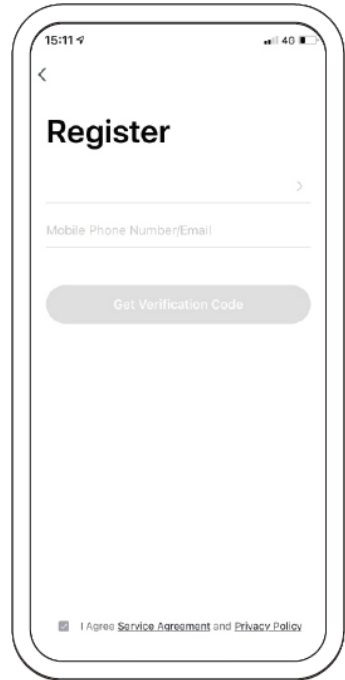 15:11
4G
Register
Mobile Phone Number/Email
Get Verification Code
I Agree Service Agreement and Privacy Policy